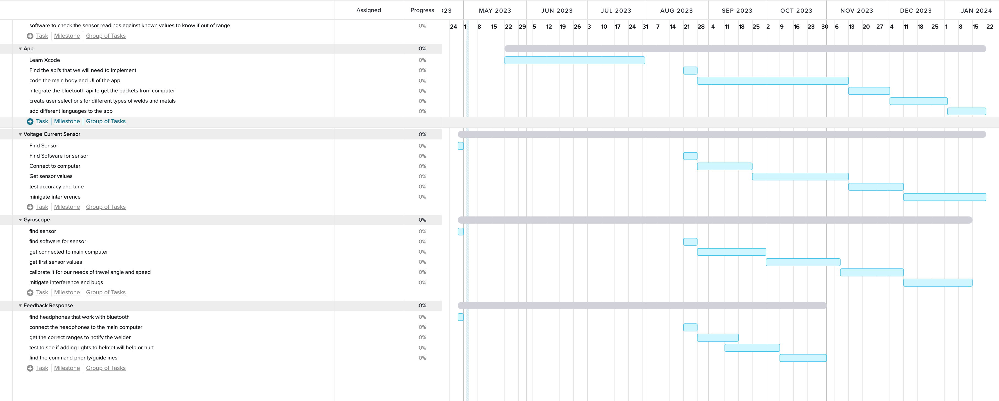 Assigned Progress 023 MAY 2023 JUN 2023 JUL 2023 AUG 2023 SEP 2023 OCT 2023 NOV 2023 DEC 2023 JAN 2024
software to check the sensor readings against known values to know if out of range 0% 24 1 8 15 22 29 5 12 19 26 3 10 17 24 31 7 14 21 28 4 11 18 25 2 9 16 23 30 6 13 20 27 4 11 18 25 1 8 15 22
Task | Milestone | Group of Tasks
App 0%
Learn Xcode 0%
Find the api's that we will need to implement 0%
code the main body and UI of the app 0%
integrate the bluetooth api to get the packets from computer 0%
create user selections for different types of welds and metals 0%
add different languages to the app 0%
Task | Milestone | Group of Tasks
Voltage Current Sensor 0%
Find Sensor 0%
Find Software for sensor 0%
Connect to computer 0%
Get sensor values 0%
test accuracy and tune 0%
minigate interference 0%
Task | Milestone | Group of Tasks
Gyroscope 0%
find sensor 0%
find software for sensor 0%
get connected to main computer 0%
get first sensor values 0%
calibrate it for our needs of travel angle and speed 0%
mitigate interference and bugs 0%
Task | Milestone | Group of Tasks
Feedback Response 0%
find headphones that work with bluetooth 0%
connect the headphones to the main computer 0%
get the correct ranges to notify the welder 0%
test to see if adding lights to helmet will help or hurt 0%
find the command priority/guidelines 0%
Task | Milestone | Group of Tasks